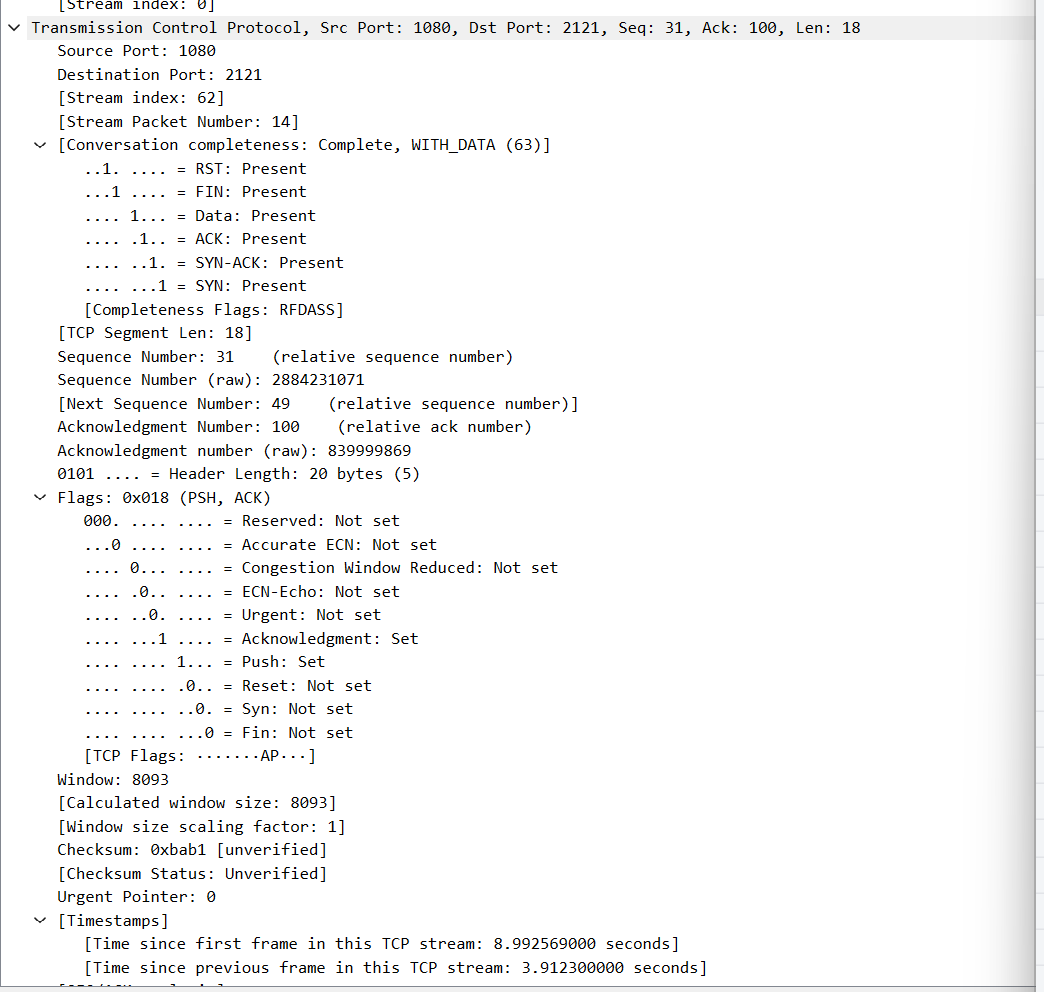 [Stream index: 0]
Transmission Control Protocol, Src Port: 1080, Dst Port: 2121, Seq: 31, Ack: 100, Len: 18
Source Port: 1080
Destination Port: 2121
[Stream index: 62]
[Stream Packet Number: 14]
[Conversation completeness: Complete, WITH_DATA (63)]
..1. .... = RST: Present
...1 .... = FIN: Present
.... 1... = Data: Present
.... .1.. = ACK: Present
.... ..1. = SYN-ACK: Present
.... ...1 = SYN: Present
[Completeness Flags: RFDASS]
[TCP Segment Len: 18]
Sequence Number: 31    (relative sequence number)
Sequence Number (raw): 2884231071
[Next Sequence Number: 49    (relative sequence number)]
Acknowledgment Number: 100    (relative ack number)
Acknowledgment number (raw): 839999869
0101 .... = Header Length: 20 bytes (5)
Flags: 0x018 (PSH, ACK)
000. .... .... = Reserved: Not set
...0 .... .... = Accurate ECN: Not set
.... 0... .... = Congestion Window Reduced: Not set
.... .0.. .... = ECN-Echo: Not set
.... ..0. .... = Urgent: Not set
.... ...1 .... = Acknowledgment: Set
.... .... 1... = Push: Set
.... .... .0.. = Reset: Not set
.... .... ..0. = Syn: Not set
.... .... ...0 = Fin: Not set
[TCP Flags: ·······AP···]
Window: 8093
[Calculated window size: 8093]
[Window size scaling factor: 1]
Checksum: 0xbab1 [unverified]
[Checksum Status: Unverified]
Urgent Pointer: 0
[Timestamps]
[Time since first frame in this TCP stream: 8.992569000 seconds]
[Time since previous frame in this TCP stream: 3.912300000 seconds]